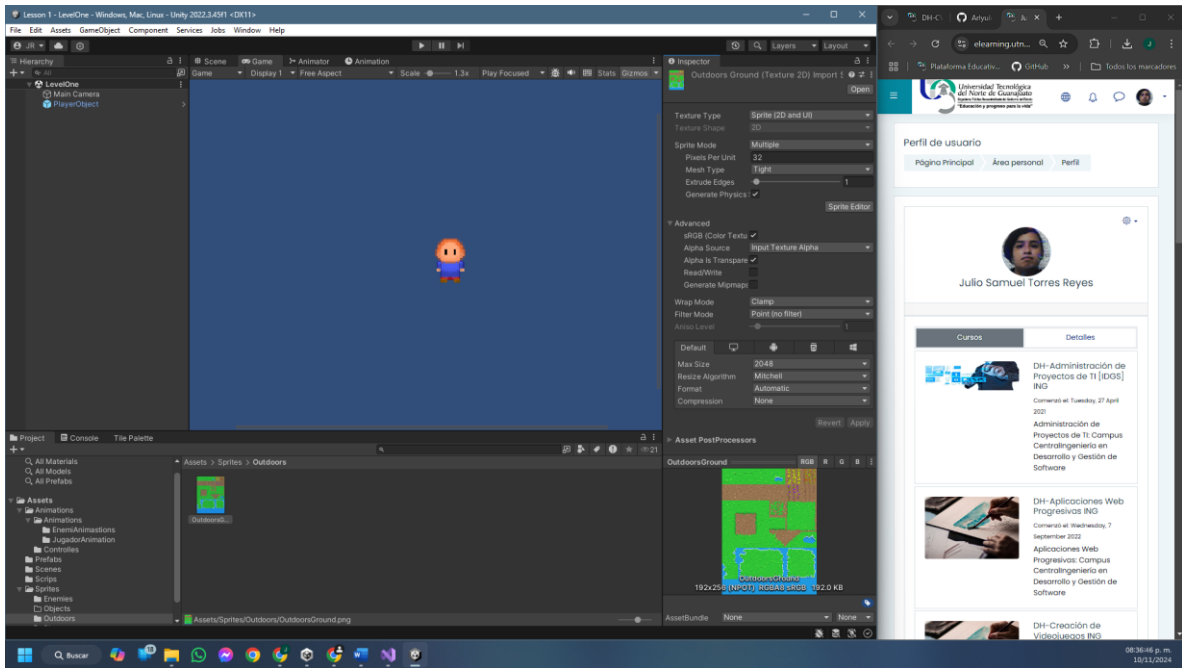 Lesson 1 - LevelOne - Windows, Mac, Linux - Unity 2022.3.45f1 <DX11>
File Edit Assets GameObject Component Services Jobs Window Help
JR
Layers
Layout
Hierarchy
All
LevelOne
Main Camera
PlayerObject
Scene
Game
Animator
Animation
Game
Display 1
Free Aspect
Scale
1.3x
Play Focused
Stats
Gizmos
Inspector
Outdoors Ground (Texture 2D) Import S
Open
Texture Type
Sprite (2D and UI)
Texture Shape
2D
Sprite Mode
Multiple
Pixels Per Unit
32
Mesh Type
Tight
Extrude Edges
1
Generate Physics
Sprite Editor
Advanced
sRGB (Color Textu
Alpha Source
Input Texture Alpha
Alpha Is Transpare
Read/Write
Generate Mipmaps
Wrap Mode
Clamp
Filter Mode
Point (no filter)
Aniso Level
1
Default
Max Size
2048
Resize Algorithm
Mitchell
Format
Automatic
Compression
None
Revert
Apply
Asset PostProcessors
OutdoorsGround
RGB R G B
OutdoorsGround
192x256 (NPOT) RGBA8 sRGB 192.0 KB
AssetBundle
None
None
Project
Console
Tile Palette
21
All Materials
All Models
All Prefabs
Assets
Animations
Animations
EnemiAnimastions
JugadorAnimation
Controlles
Prefabs
Scenes
Scrips
Sprites
Enemies
Objects
Outdoors
Assets > Sprites > Outdoors
OutdoorsG...
Assets/Sprites/Outdoors/OutdoorsGround.png
DH-C
Ariyui
elearning.utn...
Plataforma Educativ...
GitHub
Todos los marcadores
Universidad Tecnológica
del Norte de Guanajuato
"Educación y progreso para la vida"
Perfil de usuario
Página Principal
Área personal
Perfil
Julio Samuel Torres Reyes
Cursos
Detalles
DH-Administración de
Proyectos de TI [IDGS]
ING
Comenzó el: Tuesday, 27 April
2021
Administración de
Proyectos de TI: Campus
CentralIngeniería en
Desarrollo y Gestión de
Software
DH-Aplicaciones Web
Progresivas ING
Comenzó el: Wednesday, 7
September 2022
Aplicaciones Web
Progresivas: Campus
CentralIngeniería en
Desarrollo y Gestión de
Software
DH-Creación de
Videojuegos ING
Buscar
08:36:46 p. m.
10/11/2024